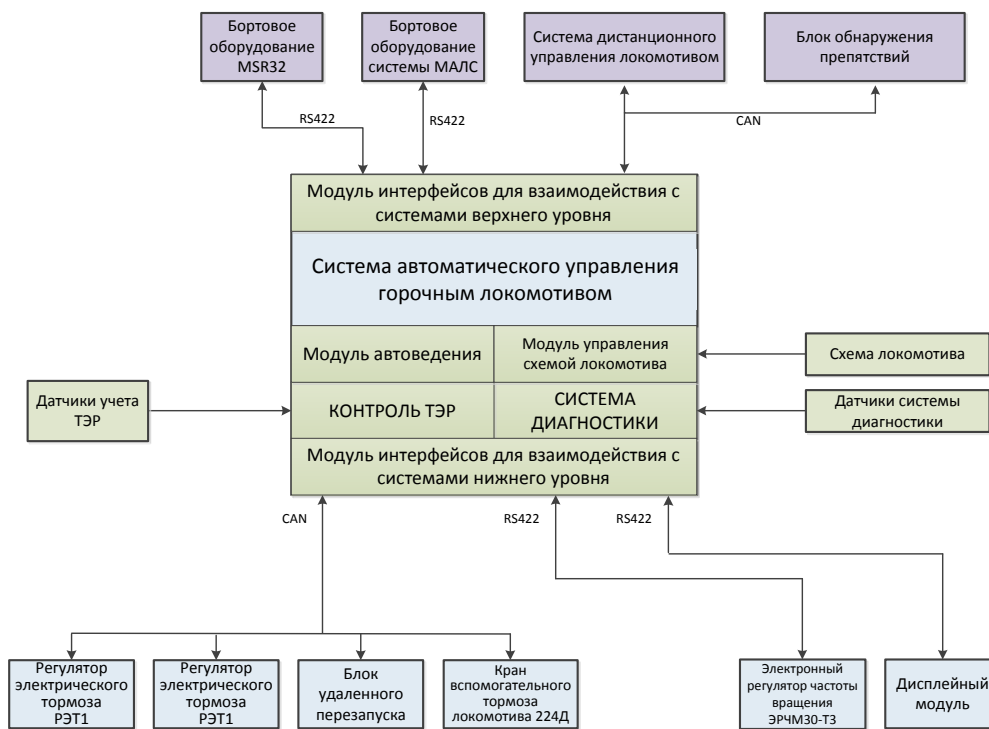 Бортовое
оборудование
MSR32
Бортовое
оборудование
системы МАЛС
Система дистанционного
управления локомотивом
Блок обнаружения
препятствий
RS422
RS422
CAN
Модуль интерфейсов для взаимодействия с
системами верхнего уровня
Система автоматического управления
горочным локомотивом
Модуль автоведения
Модуль управления
схемой локомотива
Схема локомотива
Датчики учета
ТЭР
КОНТРОЛЬ ТЭР
СИСТЕМА
ДИАГНОСТИКИ
Датчики системы
диагностики
Модуль интерфейсов для взаимодействия с
системами нижнего уровня
CAN
RS422
RS422
Регулятор
электрического
тормоза
РЭТ1
Регулятор
электрического
тормоза
РЭТ1
Блок
удаленного
перезапуска
Кран
вспомогательного
тормоза
локомотива 224Д
Электронный
регулятор частоты
вращения
ЭРЧМ30-Т3
Дисплейный
модуль